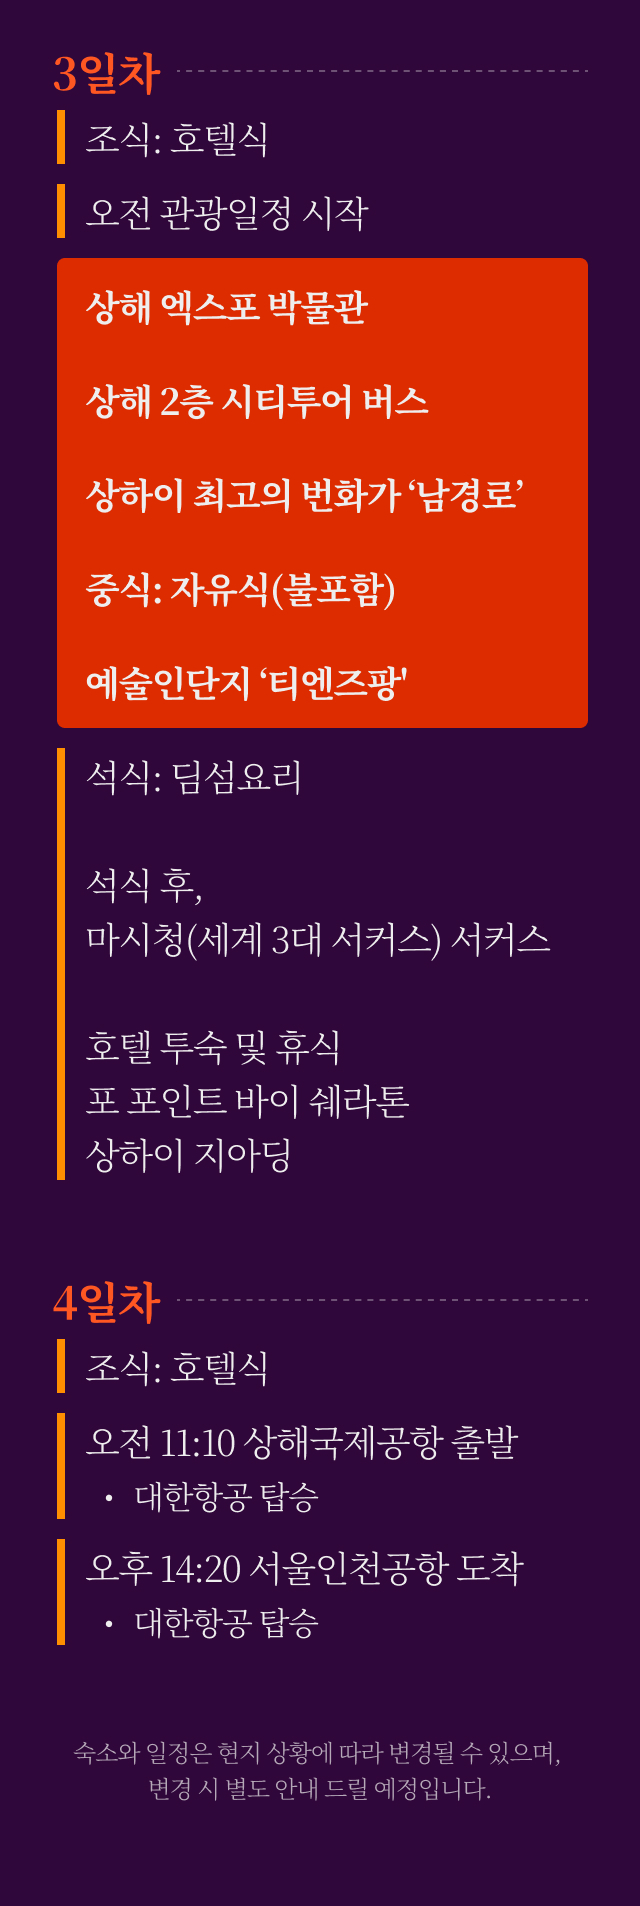 3일차
조식: 호텔식
오전 관광일정 시작
상해 엑스포 박물관
상해 2층 시티투어 버스
상하이 최고의 번화가 ‘남경로’
중식: 자유식(불포함)
예술인단지 ‘티엔즈팡'
석식: 딤섬요리
석식 후,
마시청(세계 3대 서커스) 서커스
호텔 투숙 및 휴식
포 포인트 바이 쉐라톤
상하이 지아딩
4일차
조식: 호텔식
오전 11:10 상해국제공항 출발
• 대한항공 탑승
오후 14:20 서울인천공항 도착
• 대한항공 탑승
숙소와 일정은 현지 상황에 따라 변경될 수 있으며,
변경 시 별도 안내 드릴 예정입니다.